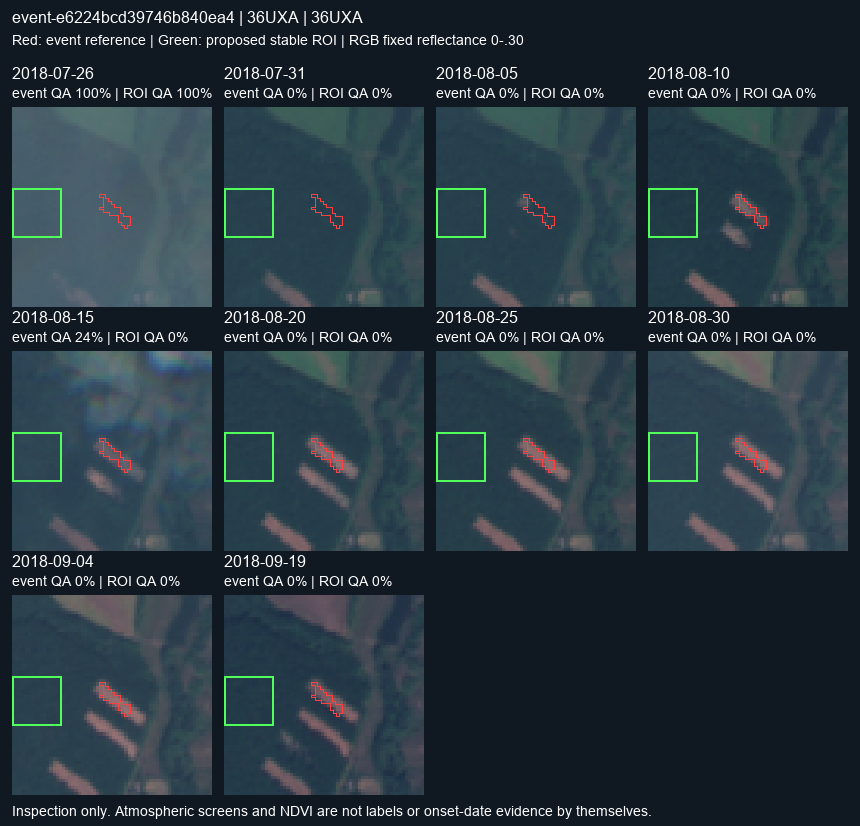 event-e6224bcd39746b840ea4 | 36UXA | 36UXA
Red: event reference | Green: proposed stable ROI | RGB fixed reflectance 0-.30
2018-07-26
event QA 100% | ROI QA 100%
2018-07-31
event QA 0% | ROI QA 0%
2018-08-05
event QA 0% | ROI QA 0%
2018-08-10
event QA 0% | ROI QA 0%
2018-08-15
event QA 24% | ROI QA 0%
2018-08-20
event QA 0% | ROI QA 0%
2018-08-25
event QA 0% | ROI QA 0%
2018-08-30
event QA 0% | ROI QA 0%
2018-09-04
event QA 0% | ROI QA 0%
2018-09-19
event QA 0% | ROI QA 0%
Inspection only. Atmospheric screens and NDVI are not labels or onset-date evidence by themselves.